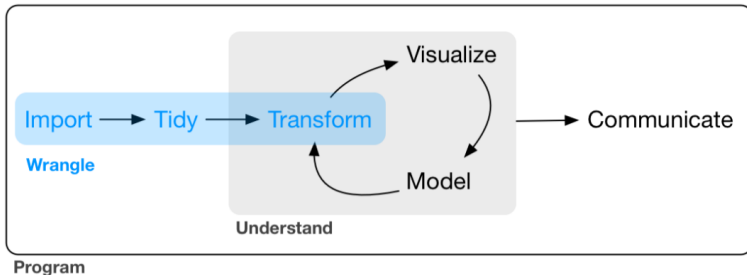 Visualize
Import Tidy Transform Communicate
Wrangle
Model
Understand
Program